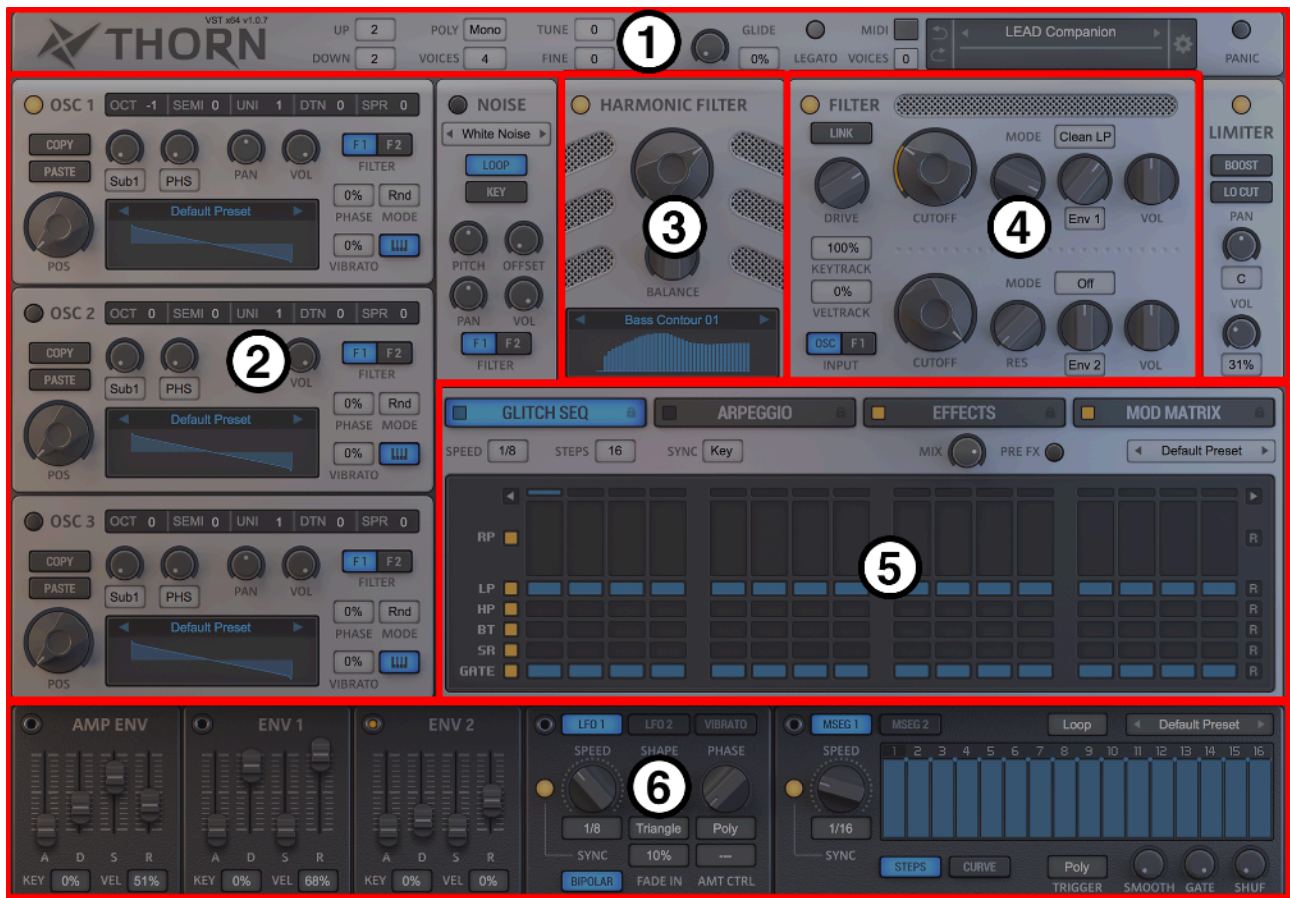 VST x64 v1.0.7
THORN
UP 2 POLY Mono TUNE 0 GLIDE MIDI LEAD Companion
DOWN 2 VOICES 4 FINE 0 1 0% LEGATO VOICES 0 PANIC
OSC 1 OCT -1 SEMI 0 UNI 1 DTN 0 SPR 0
COPY F1 F2
PASTE Sub1 PHS PAN VOL FILTER
0% Rnd
Default Preset PHASE MODE
0%
POS VIBRATO
OSC 2 OCT 0 SEMI 0 UNI 1 DTN 0 SPR 0
COPY F1 F2
2
PASTE Sub1 PHS VOL FILTER
0% Rnd
Default Preset PHASE MODE
0%
POS VIBRATO
OSC 3 OCT 0 SEMI 0 UNI 1 DTN 0 SPR 0
COPY F1 F2
PASTE Sub1 PHS PAN VOL FILTER
0% Rnd
Default Preset PHASE MODE
0%
POS VIBRATO
NOISE
White Noise
LOOP
KEY
PITCH OFFSET
PAN VOL
F1 F2
FILTER
HARMONIC FILTER
3
BALANCE
Bass Contour 01
FILTER
LINK MODE Clean LP
DRIVE CUTOFF 4 Env 1 VOL
100%
KEYTRACK
0% MODE Off
VELTRACK
OSC F1
INPUT CUTOFF RES Env 2 VOL
LIMITER
BOOST
LO CUT
PAN
C
VOL
31%
GLITCH SEQ ARPEGGIO EFFECTS MOD MATRIX
SPEED 1/8 STEPS 16 SYNC Key MIX PRE FX Default Preset
RP R
5
LP R
HP R
BT R
SR R
GATE R
AMP ENV
A D S R
KEY 0% VEL 51%
ENV 1
A D S R
KEY 0% VEL 68%
ENV 2
A D S R
KEY 0% VEL 0%
LFO 1 LFO 2 VIBRATO
SPEED SHAPE PHASE
6
1/8 Triangle Poly
SYNC 10% ---
BIPOLAR FADE IN AMT CTRL
MSEG 1 MSEG 2 Loop Default Preset
SPEED 1 2 3 4 5 6 7 8 9 10 11 12 13 14 15 16
1/16
SYNC
STEPS CURVE Poly
TRIGGER SMOOTH GATE SHUF